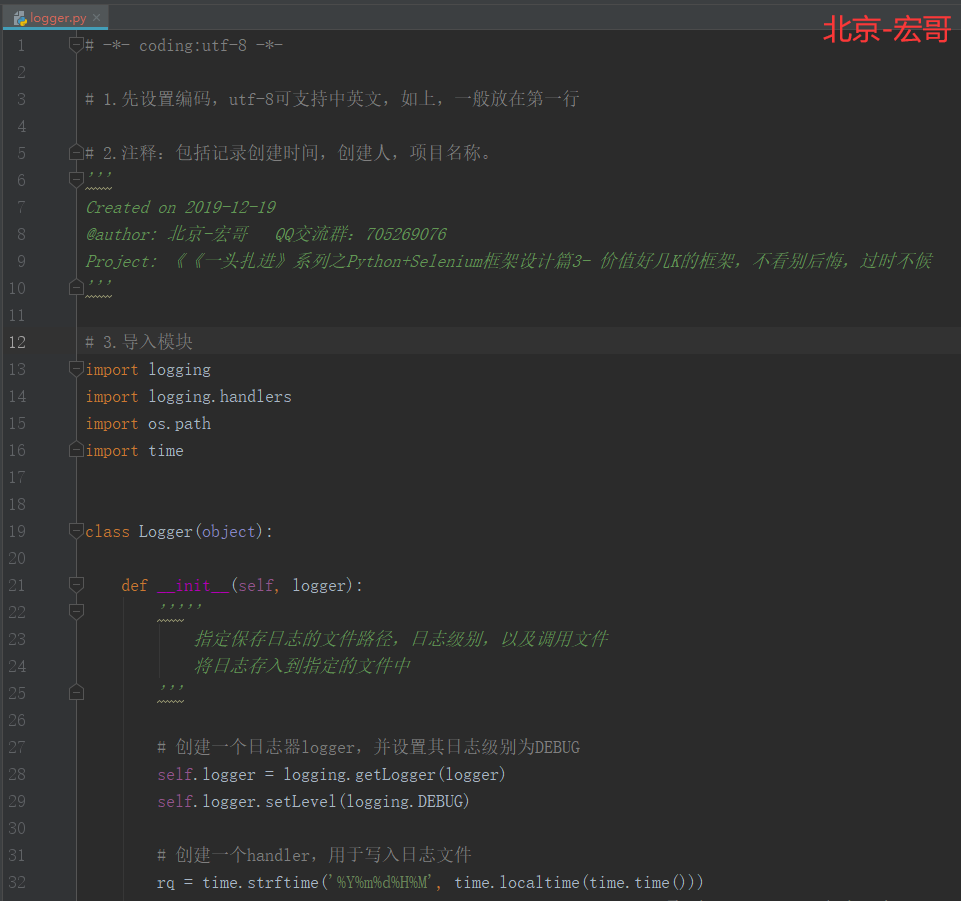 logger.py
北京-宏哥
1 # -*- coding:utf-8 -*-
2
3 # 1.先设置编码，utf-8可支持中英文，如上，一般放在第一行
4
5 # 2.注释：包括记录创建时间，创建人，项目名称。
6 '''
7 Created on 2019-12-19
8 @author: 北京-宏哥   QQ交流群：705269076
9 Project: 《《一头扎进》系列之Python+Selenium框架设计篇3- 价值好几K的框架，不看别后悔，过时不候
10 '''
11
12 # 3.导入模块
13 import logging
14 import logging.handlers
15 import os.path
16 import time
17
18
19 class Logger(object):
20
21     def __init__(self, logger):
22         '''''
23             指定保存日志的文件路径，日志级别，以及调用文件
24             将日志存入到指定的文件中
25         '''
26
27         # 创建一个日志器logger，并设置其日志级别为DEBUG
28         self.logger = logging.getLogger(logger)
29         self.logger.setLevel(logging.DEBUG)
30
31         # 创建一个handler，用于写入日志文件
32         rq = time.strftime('%Y%m%d%H%M', time.localtime(time.time()))